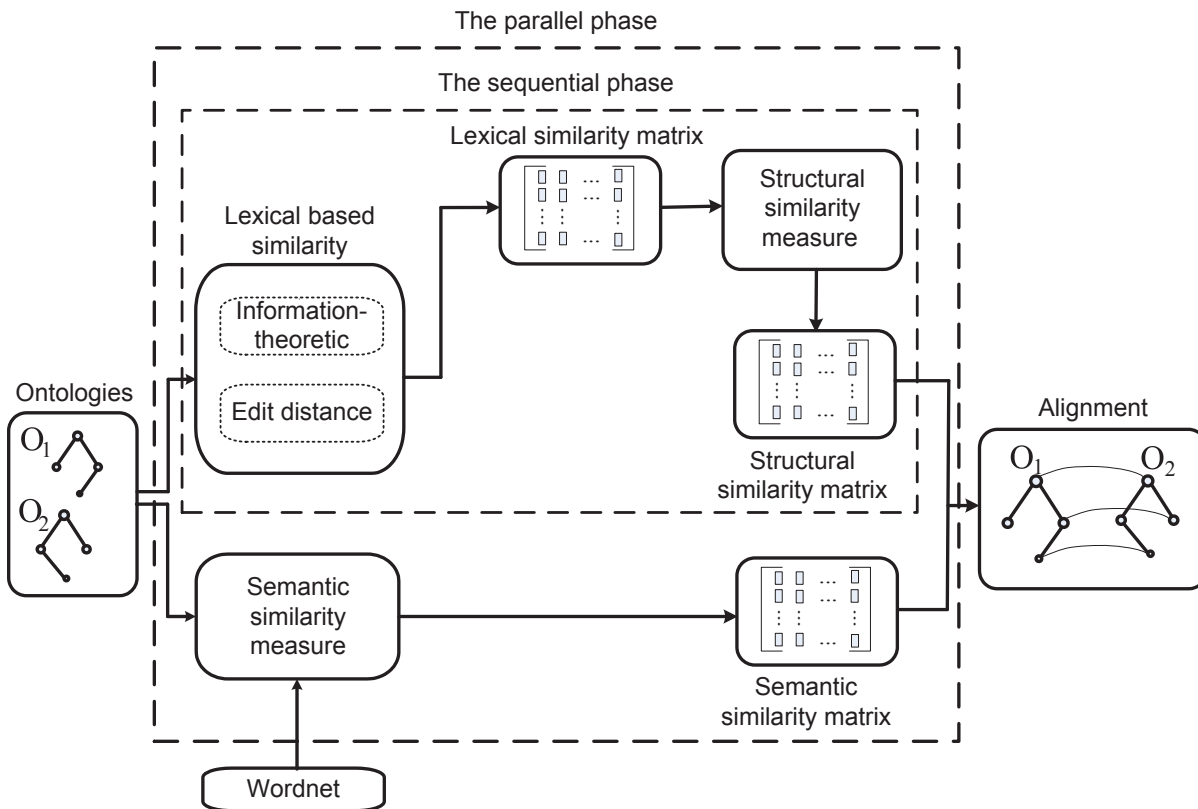 The parallel phase
The sequential phase
Lexical similarity matrix
Structural
similarity
measure
Lexical based
similarity
Information-
theoretic
Edit distance
Ontologies
O1
O2
Structural
similarity matrix
Alignment
O1 O2
Semantic
similarity
measure
Semantic
similarity matrix
Wordnet